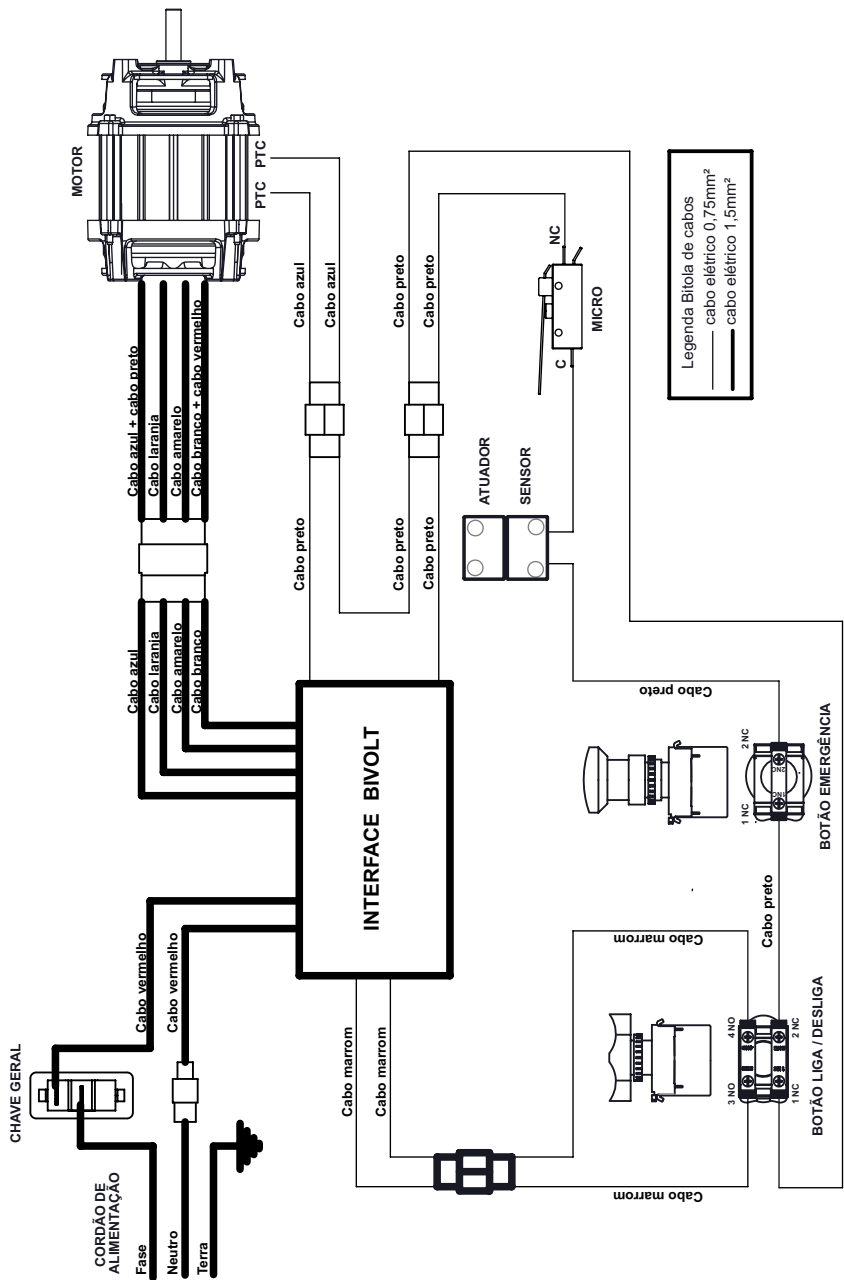 CHAVE GERAL
CORDÃO DE
ALIMENTAÇÃO
Fase
Neutro
Terra
Cabo vermelho
Cabo vermelho
Cabo azul
Cabo laranja
Cabo amarelo
Cabo branco
Cabo azul + cabo preto
Cabo laranja
Cabo amarelo
Cabo branco + cabo vermelho
MOTOR
PTC
PTC
INTERFACE BIVOLT
Cabo marrom
Cabo marrom
Cabo preto
Cabo azul
Cabo azul
Cabo preto
Cabo preto
Cabo preto
Cabo preto
ATUADOR
SENSOR
C
NC
MICRO
Cabo marrom
Cabo marrom
Cabo preto
Cabo preto
3 NO
4 NO
1 NC
2 NC
BOTÃO LIGA / DESLIGA
1 NC
2 NC
1NC
2NC
BOTÃO EMERGÊNCIA
Legenda Bitola de cabos
cabo elétrico 0,75mm²
cabo elétrico 1,5mm²